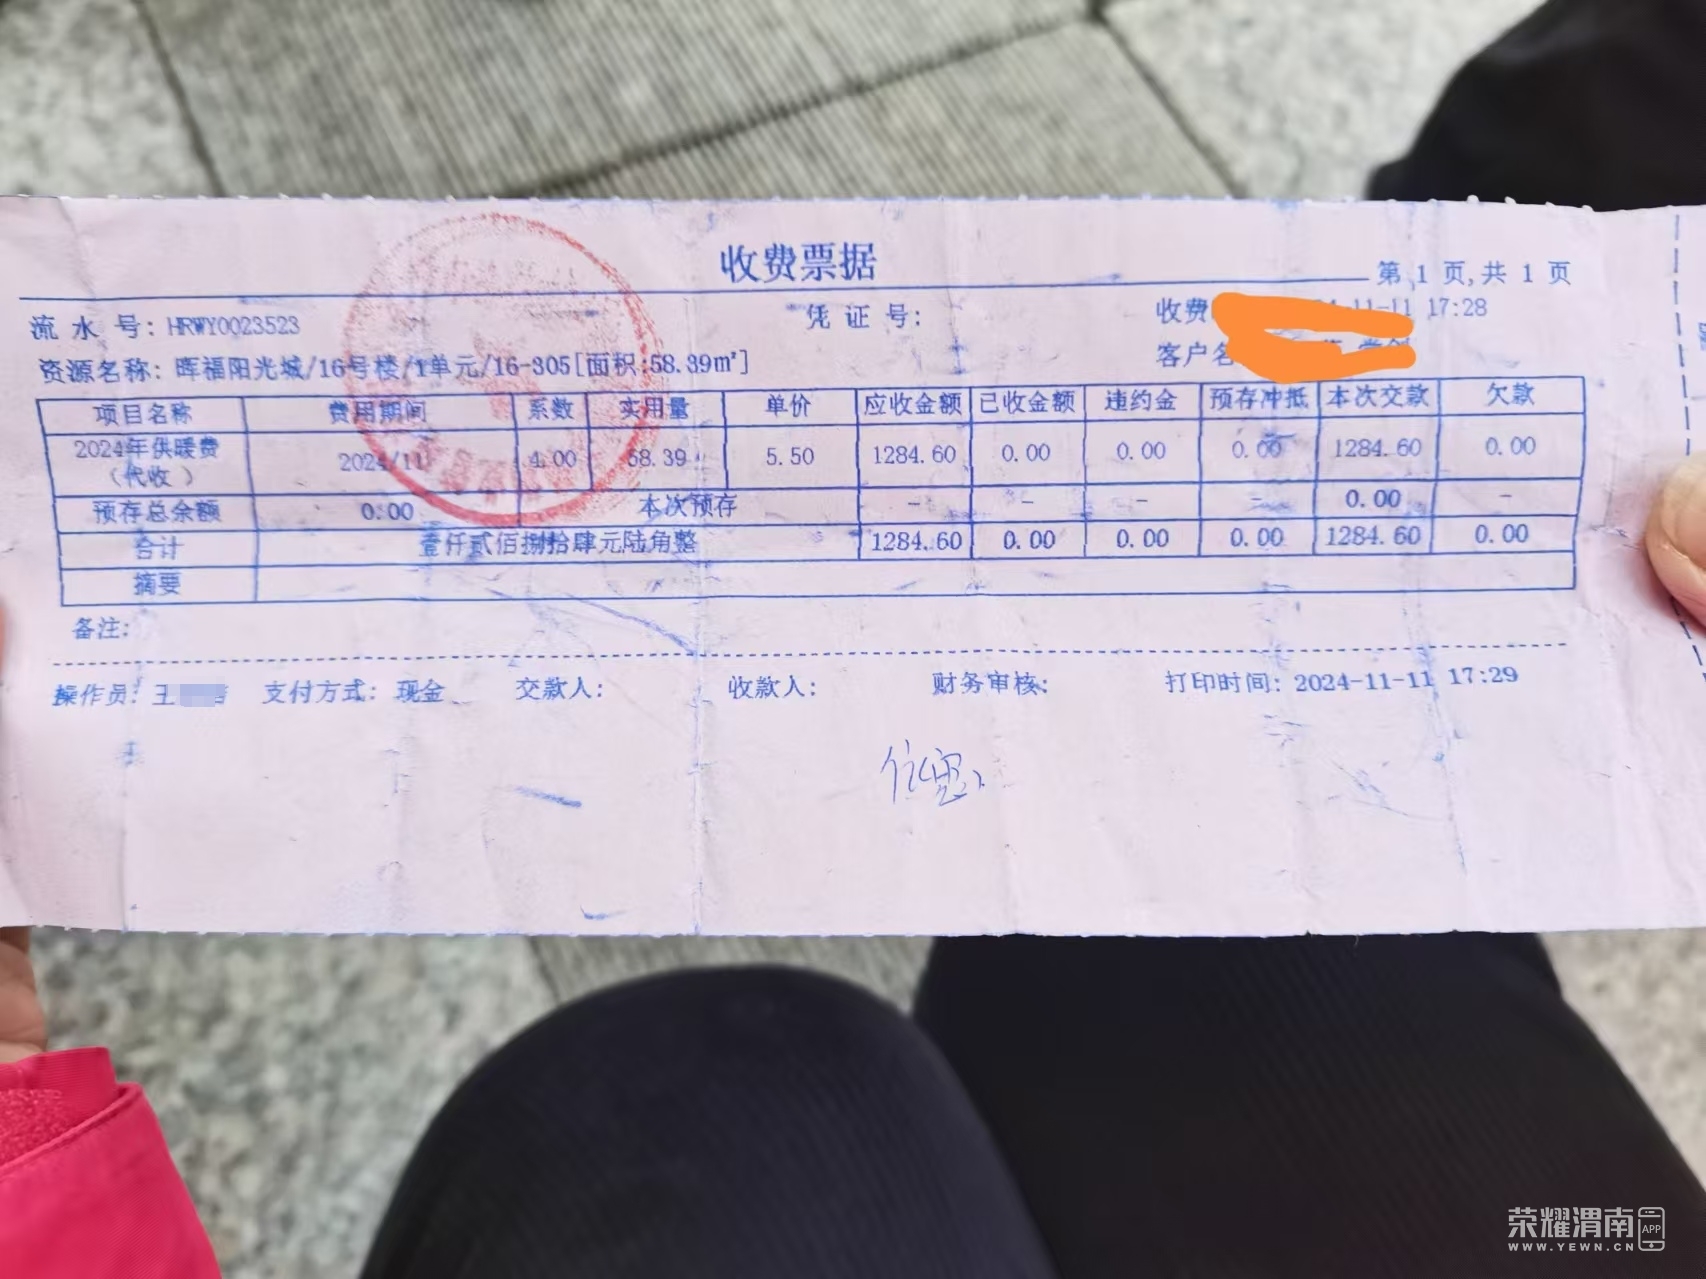 收费票据
第 1 页,共 1 页
流 水 号: HRWY0023523 凭 证 号: 收费 11-11 17:28
资源名称: 晖福阳光城/16号楼/1单元/16-305[面积:58.39㎡] 客户名
项目名称 费用期间 系数 实用量 单价 应收金额 已收金额 违约金 预存冲抵 本次交款 欠款
2024年供暖费 2024/11 4.00 58.39 5.50 1284.60 0.00 0.00 0.00 1284.60 0.00
(代收 )
预存总余额 0.00 本次预存 - - - - 0.00 -
合计 壹仟贰佰捌拾肆元陆角整 1284.60 0.00 0.00 0.00 1284.60 0.00
摘要
备注:
操作员: 王 支付方式: 现金 交款人: 收款人: 财务审核: 打印时间: 2024-11-11 17:29
荣耀渭南 APP
WWW.YEWN.CN